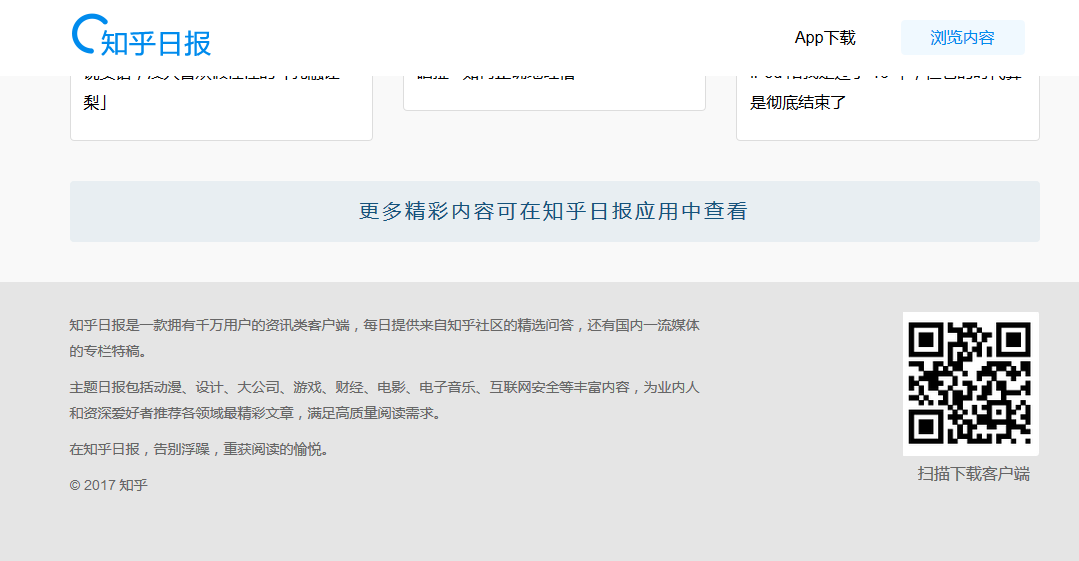 知乎日报
App下载
浏览内容
梨」
是彻底结束了
更多精彩内容可在知乎日报应用中查看
知乎日报是一款拥有千万用户的资讯类客户端，每日提供来自知乎社区的精选问答，还有国内一流媒体
的专栏特稿。
主题日报包括动漫、设计、大公司、游戏、财经、电影、电子音乐、互联网安全等丰富内容，为业内人
和资深爱好者推荐各领域最精彩文章，满足高质量阅读需求。
在知乎日报，告别浮躁，重获阅读的愉悦。
© 2017 知乎
扫描下载客户端